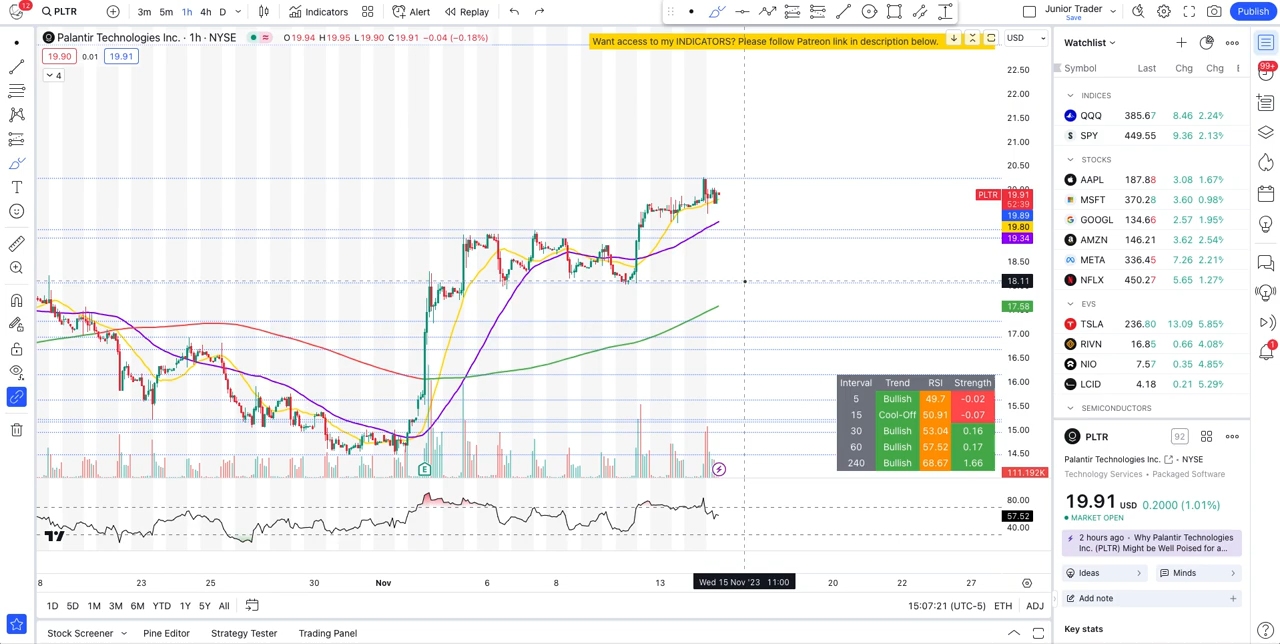 12
PLTR
3m 5m 1h 4h D
Indicators
Alert
Replay
Junior Trader
Save
Publish
Palantir Technologies Inc. · 1h · NYSE
O19.94 H19.95 L19.90 C19.91 −0.04 (−0.18%)
Want access to my INDICATORS? Please follow Patreon link in description below.
USD
19.90 0.01 19.91
4
22.50
22.00
21.50
21.00
20.50
20.00
PLTR 19.91
52:39
19.89
19.80
19.34
18.50
18.11
17.58
17.00
16.50
16.00
15.50
15.00
14.50
111.192K
80.00
57.52
40.00
Interval Trend RSI Strength
5 Bullish 49.7 -0.02
15 Cool-Off 50.91 -0.07
30 Bullish 53.04 0.16
60 Bullish 57.52 0.17
240 Bullish 68.67 1.66
E
8 23 25 30 Nov 6 8 13 Wed 15 Nov '23 11:00 20 22 27
1D 5D 1M 3M 6M YTD 1Y 5Y All
15:07:21 (UTC-5) ETH ADJ
Stock Screener Pine Editor Strategy Tester Trading Panel
Watchlist
Symbol Last Chg Chg
INDICES
QQQ 385.67 8.46 2.24%
SPY 449.55 9.36 2.13%
STOCKS
AAPL 187.88 3.08 1.67%
MSFT 370.28 3.60 0.98%
GOOGL 134.66 2.57 1.95%
AMZN 146.21 3.62 2.54%
META 336.45 7.26 2.21%
NFLX 450.27 5.65 1.27%
EVS
TSLA 236.80 13.09 5.85%
RIVN 16.85 0.66 4.08%
NIO 7.57 0.35 4.85%
LCID 4.18 0.21 5.29%
SEMICONDUCTORS
PLTR
92
Palantir Technologies Inc. · NYSE
Technology Services • Packaged Software
19.91 USD 0.2000 (1.01%)
MARKET OPEN
2 hours ago · Why Palantir Technologies
Inc. (PLTR) Might be Well Poised for a...
Ideas
Minds
Add note
Key stats
99+
1